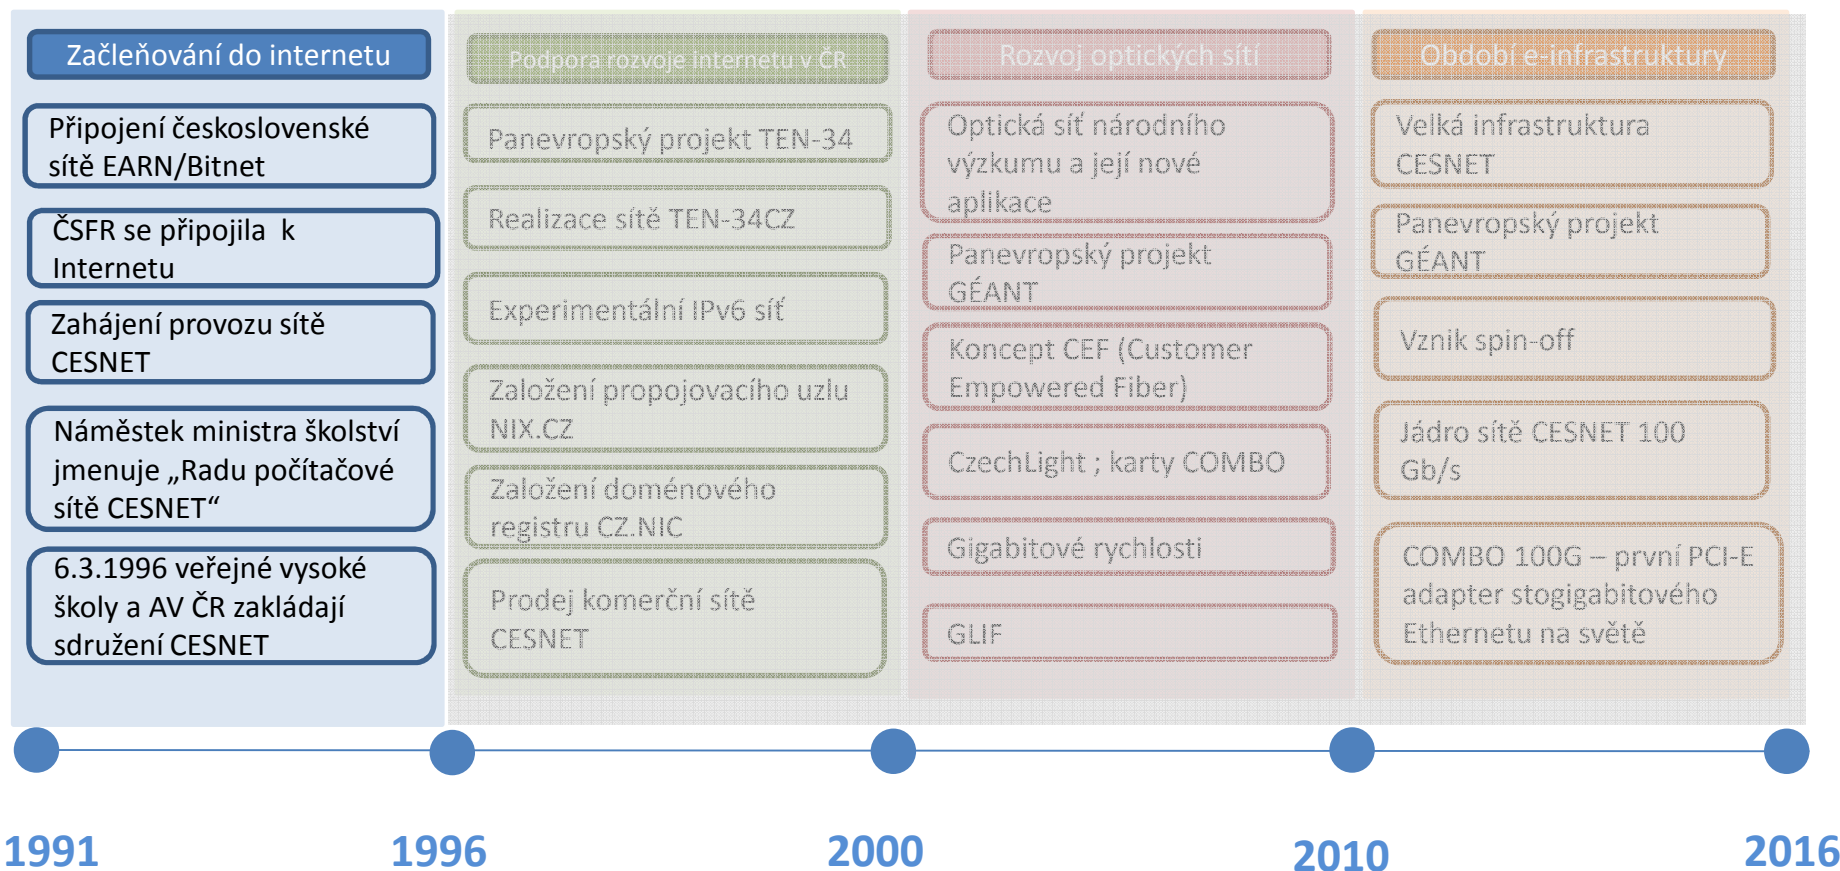 Začleňování do internetu
Připojení československé
sítě EARN/Bitnet
ČSFR se připojila  k
Internetu
Zahájení provozu sítě
CESNET
Náměstek ministra školství
jmenuje „Radu počítačové
sítě CESNET“
6.3.1996 veřejné vysoké
školy a AV ČR zakládají
sdružení CESNET
Podpora rozvoje internetu v ČR
Panevropský projekt TEN-34
Realizace sítě TEN-34CZ
Experimentální IPv6 síť
Založení propojovacího uzlu
NIX.CZ
Založení doménového
registru CZ.NIC
Prodej komerční sítě
CESNET
Rozvoj optických sítí
Optická síť národního
výzkumu a její nové
aplikace
Panevropský projekt
GÉANT
Koncept CEF (Customer
Empowered Fiber)
CzechLight ; karty COMBO
Gigabitové rychlosti
GLIF
Období e-infrastruktury
Velká infrastruktura
CESNET
Panevropský projekt
GÉANT
Vznik spin-off
Jádro sítě CESNET 100
Gb/s
COMBO 100G – první PCI-E
adapter stogigabitového
Ethernetu na světě
1991
1996
2000
2010
2016